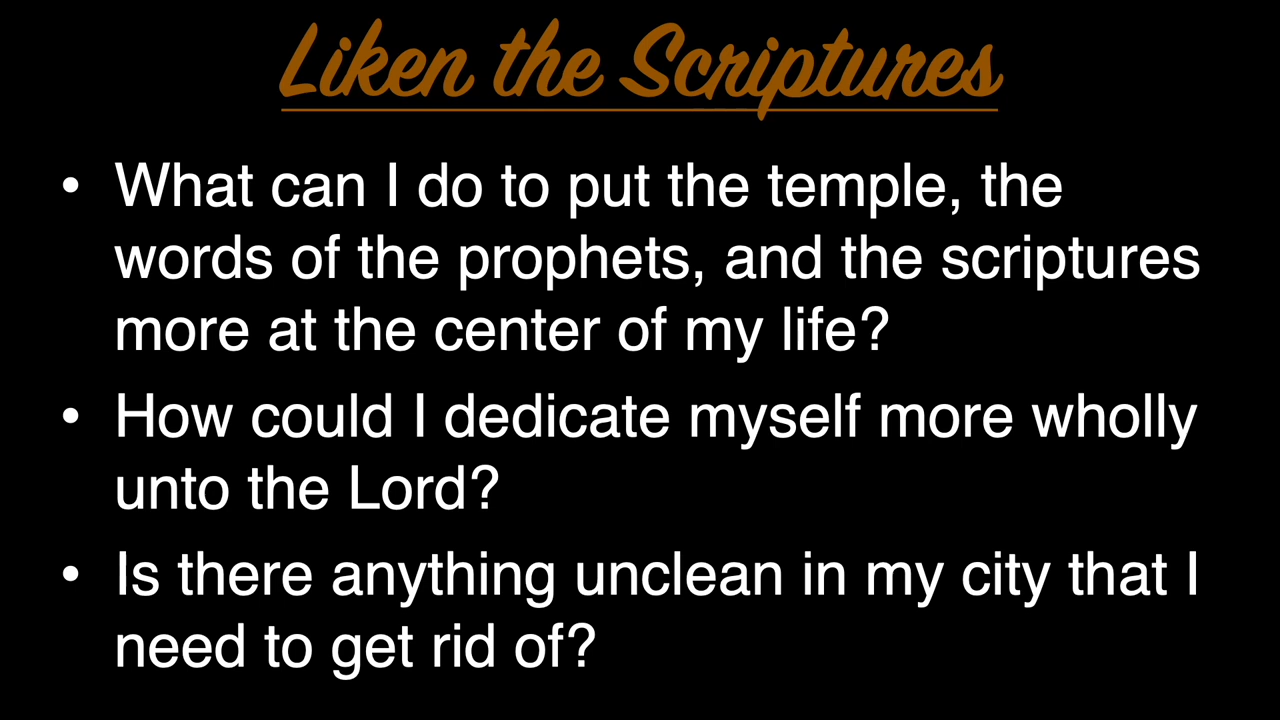 Liken the Scriptures
• What can I do to put the temple, the
words of the prophets, and the scriptures
more at the center of my life?
• How could I dedicate myself more wholly
unto the Lord?
• Is there anything unclean in my city that I
need to get rid of?